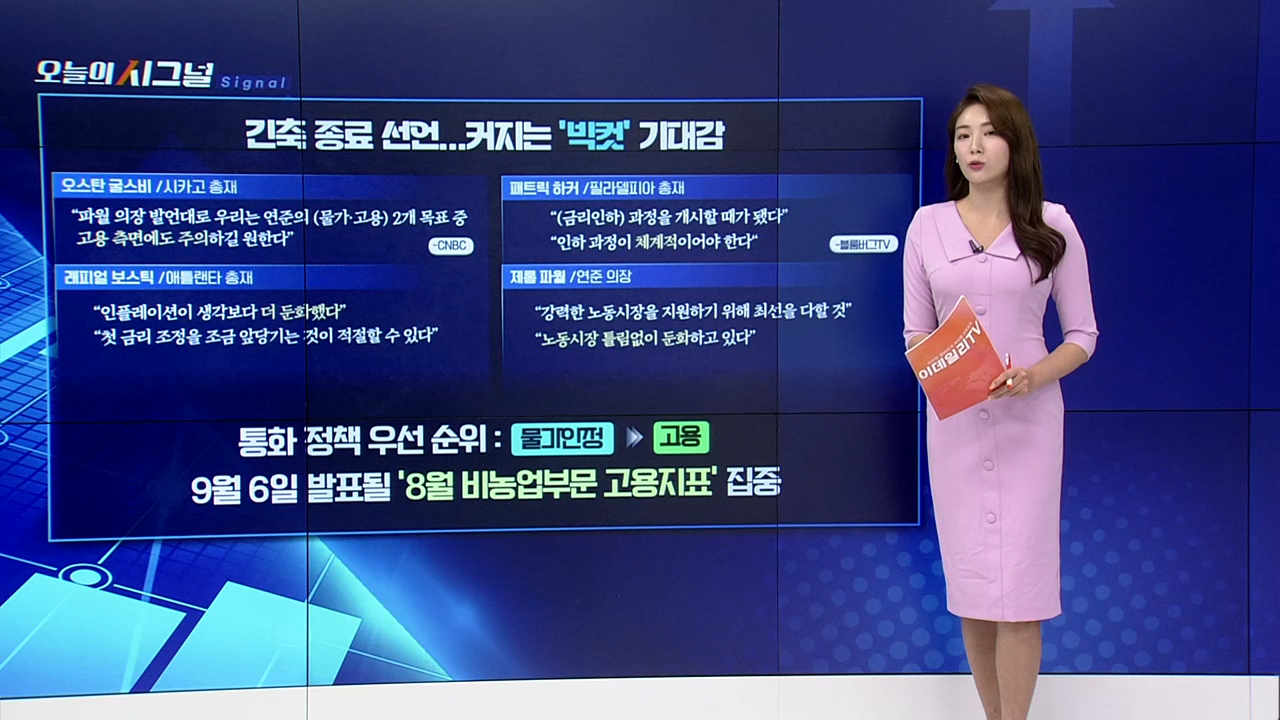 오늘의 시그널 Signal
긴축 종료 선언...커지는 '빅컷' 기대감
오스탄 굴스비 /시카고 총재
“파월 의장 발언대로 우리는 연준의 (물가·고용) 2개 목표 중
고용 측면에도 주의하길 원한다”
-CNBC
패트릭 하커 /필라델피아 총재
“(금리인하) 과정을 개시할 때가 됐다”
“인하 과정이 체계적이어야 한다“
-블룸버그TV
래피얼 보스틱 /애틀랜타 총재
“인플레이션이 생각보다 더 둔화했다”
“첫 금리 조정을 조금 앞당기는 것이 적절할 수 있다”
제롬 파월 /연준 의장
“강력한 노동시장을 지원하기 위해 최선을 다할 것”
“노동시장 틀림없이 둔화하고 있다”
통화 정책 우선 순위 : 물가안정 고용
9월 6일 발표될 '8월 비농업부문 고용지표' 집중
이데일리TV